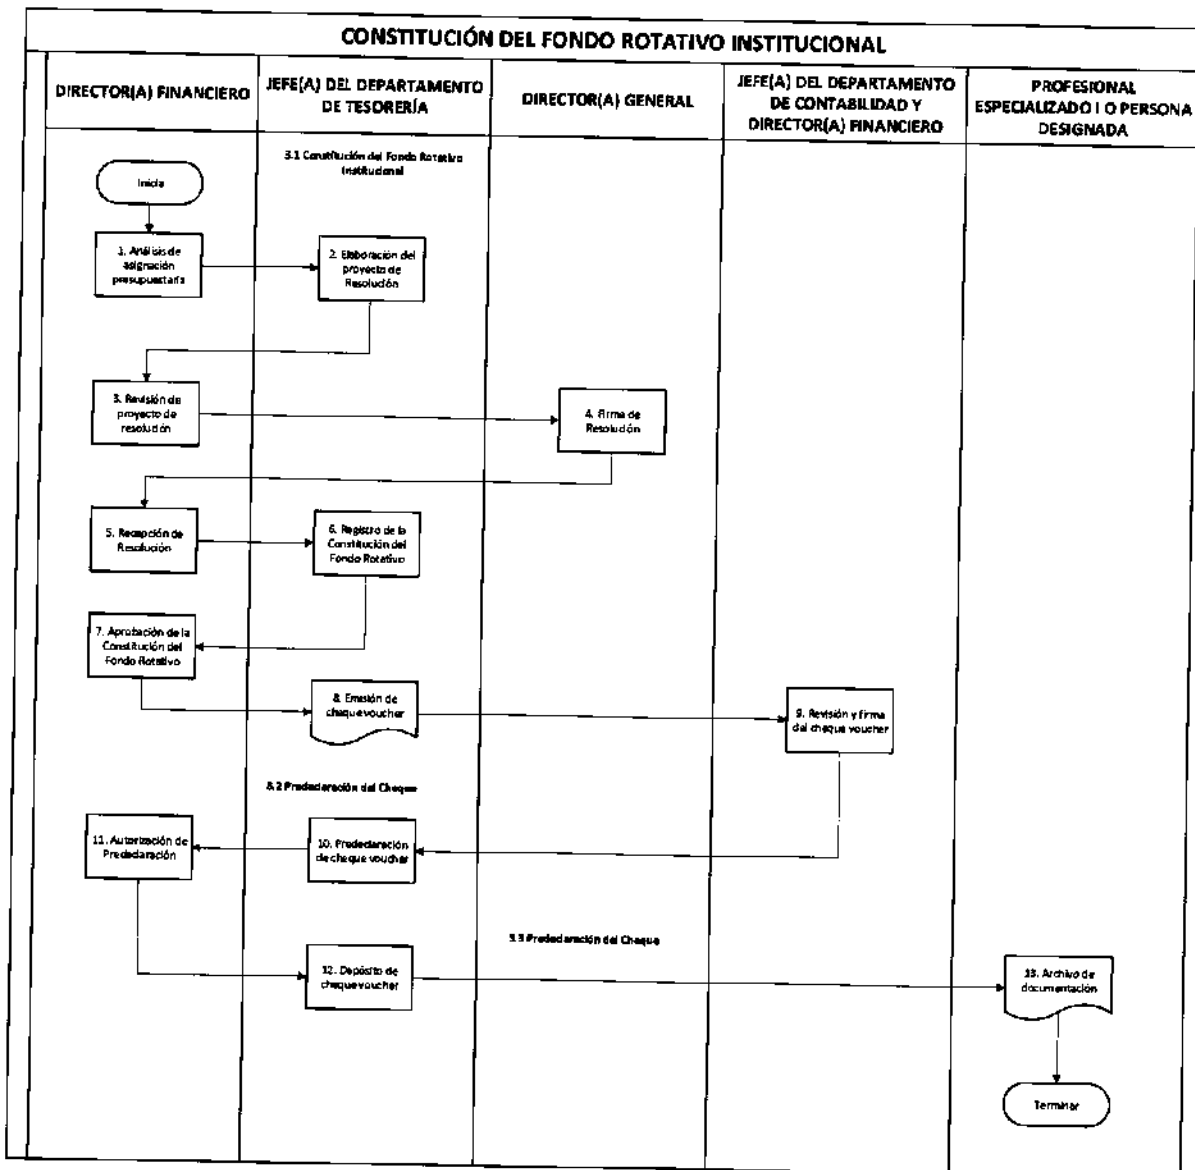 CONSTITUCIÓN DEL FONDO ROTATIVO INSTITUCIONAL
DIRECTOR(A) FINANCIERO
JEFE(A) DEL DEPARTAMENTO
DE TESORERÍA
DIRECTOR(A) GENERAL
JEFE(A) DEL DEPARTAMENTO
DE CONTABILIDAD Y
DIRECTOR(A) FINANCIERO
PROFESIONAL
ESPECIALIZADO I O PERSONA
DESIGNADA
3.1 Constitución del Fondo Rotativo
Institucional
Inicia
1. Análisis de
asignación
presupuestaria
2. Elaboración del
proyecto de
Resolución
3. Revisión de
proyecto de
resolución
4. Firma de
Resolución
5. Recepción de
Resolución
6. Registro de la
Constitución del
Fondo Rotativo
7. Aprobación de la
Constitución del
Fondo Rotativo
8. Emisión de
cheque voucher
9. Revisión y firma
del cheque voucher
3.2 Predeclaración del Cheque
11. Autorización de
Predeclaración
10. Predeclaración
de cheque voucher
3.3 Predeclaración del Cheque
12. Depósito de
cheque voucher
13. Archivo de
documentación
Terminar